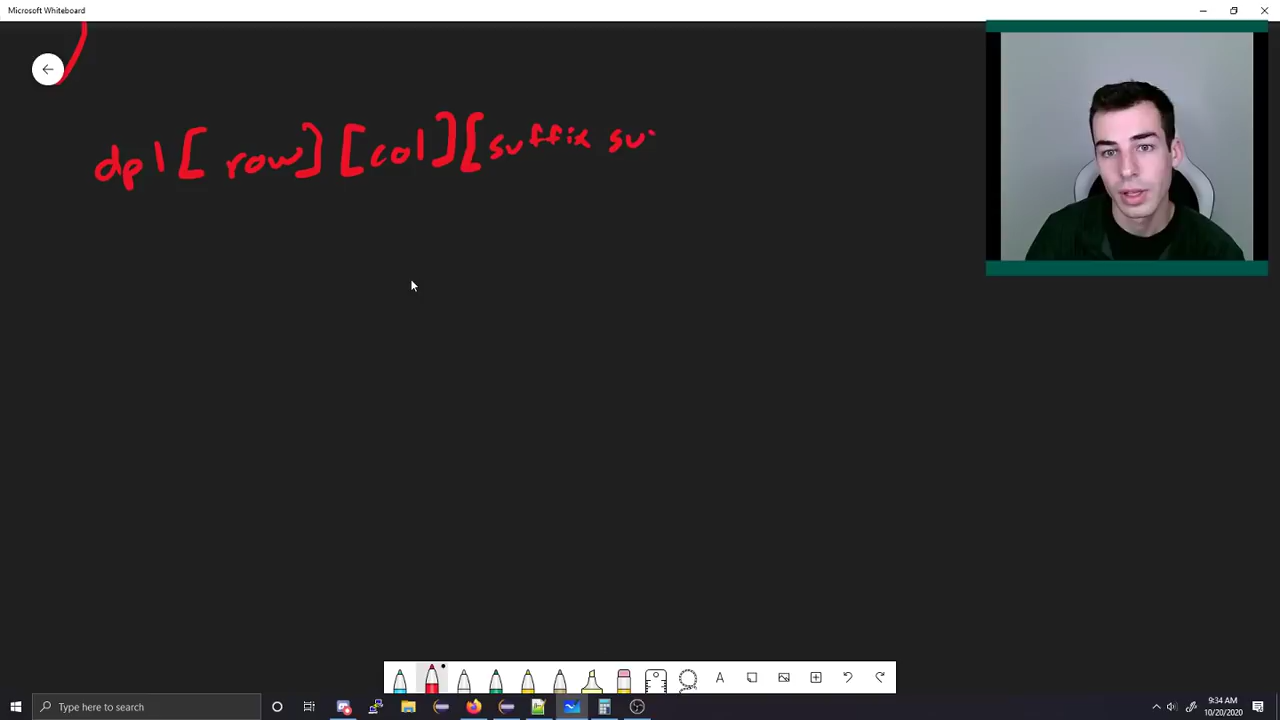 Microsoft Whiteboard
dp1[row][col][suffix su
A
Type here to search
9:34 AM
10/20/2020